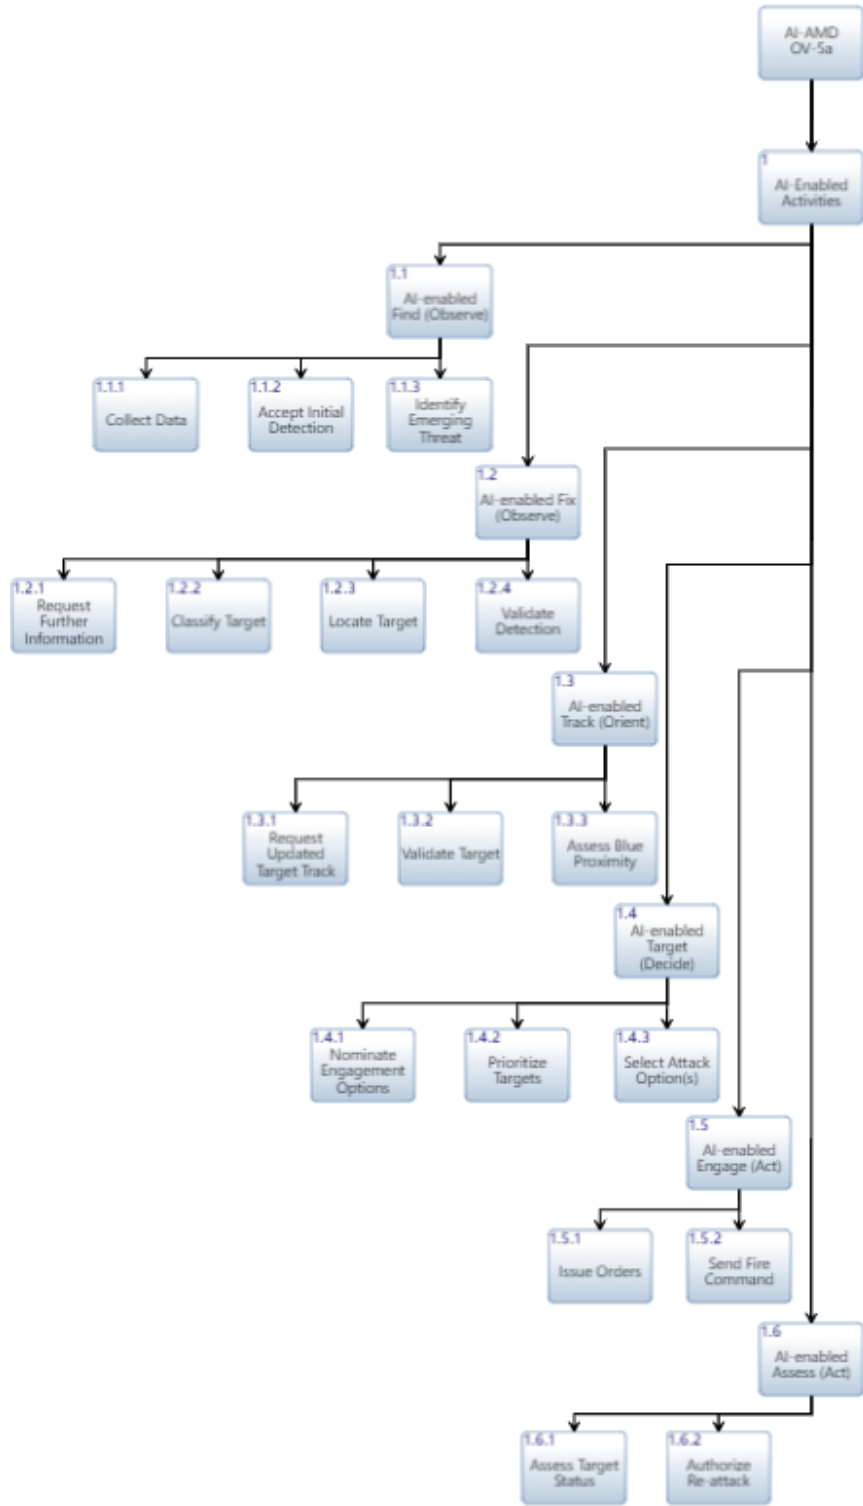 AI-AMD
OV-5a
1
AI-Enabled
Activities
1.1
AI-enabled
Find (Observe)
1.1.1
Collect Data
1.1.2
Accept Initial
Detection
1.1.3
Identify
Emerging
Threat
1.2
AI-enabled Fix
(Observe)
1.2.1
Request
Further
Information
1.2.2
Classify Target
1.2.3
Locate Target
1.2.4
Validate
Detection
1.3
AI-enabled
Track (Orient)
1.3.1
Request
Updated
Target Track
1.3.2
Validate Target
1.3.3
Assess Blue
Proximity
1.4
AI-enabled
Target
(Decide)
1.4.1
Nominate
Engagement
Options
1.4.2
Prioritize
Targets
1.4.3
Select Attack
Option(s)
1.5
AI-enabled
Engage (Act)
1.5.1
Issue Orders
1.5.2
Send Fire
Command
1.6
AI-enabled
Assess (Act)
1.6.1
Assess Target
Status
1.6.2
Authorize
Re-attack